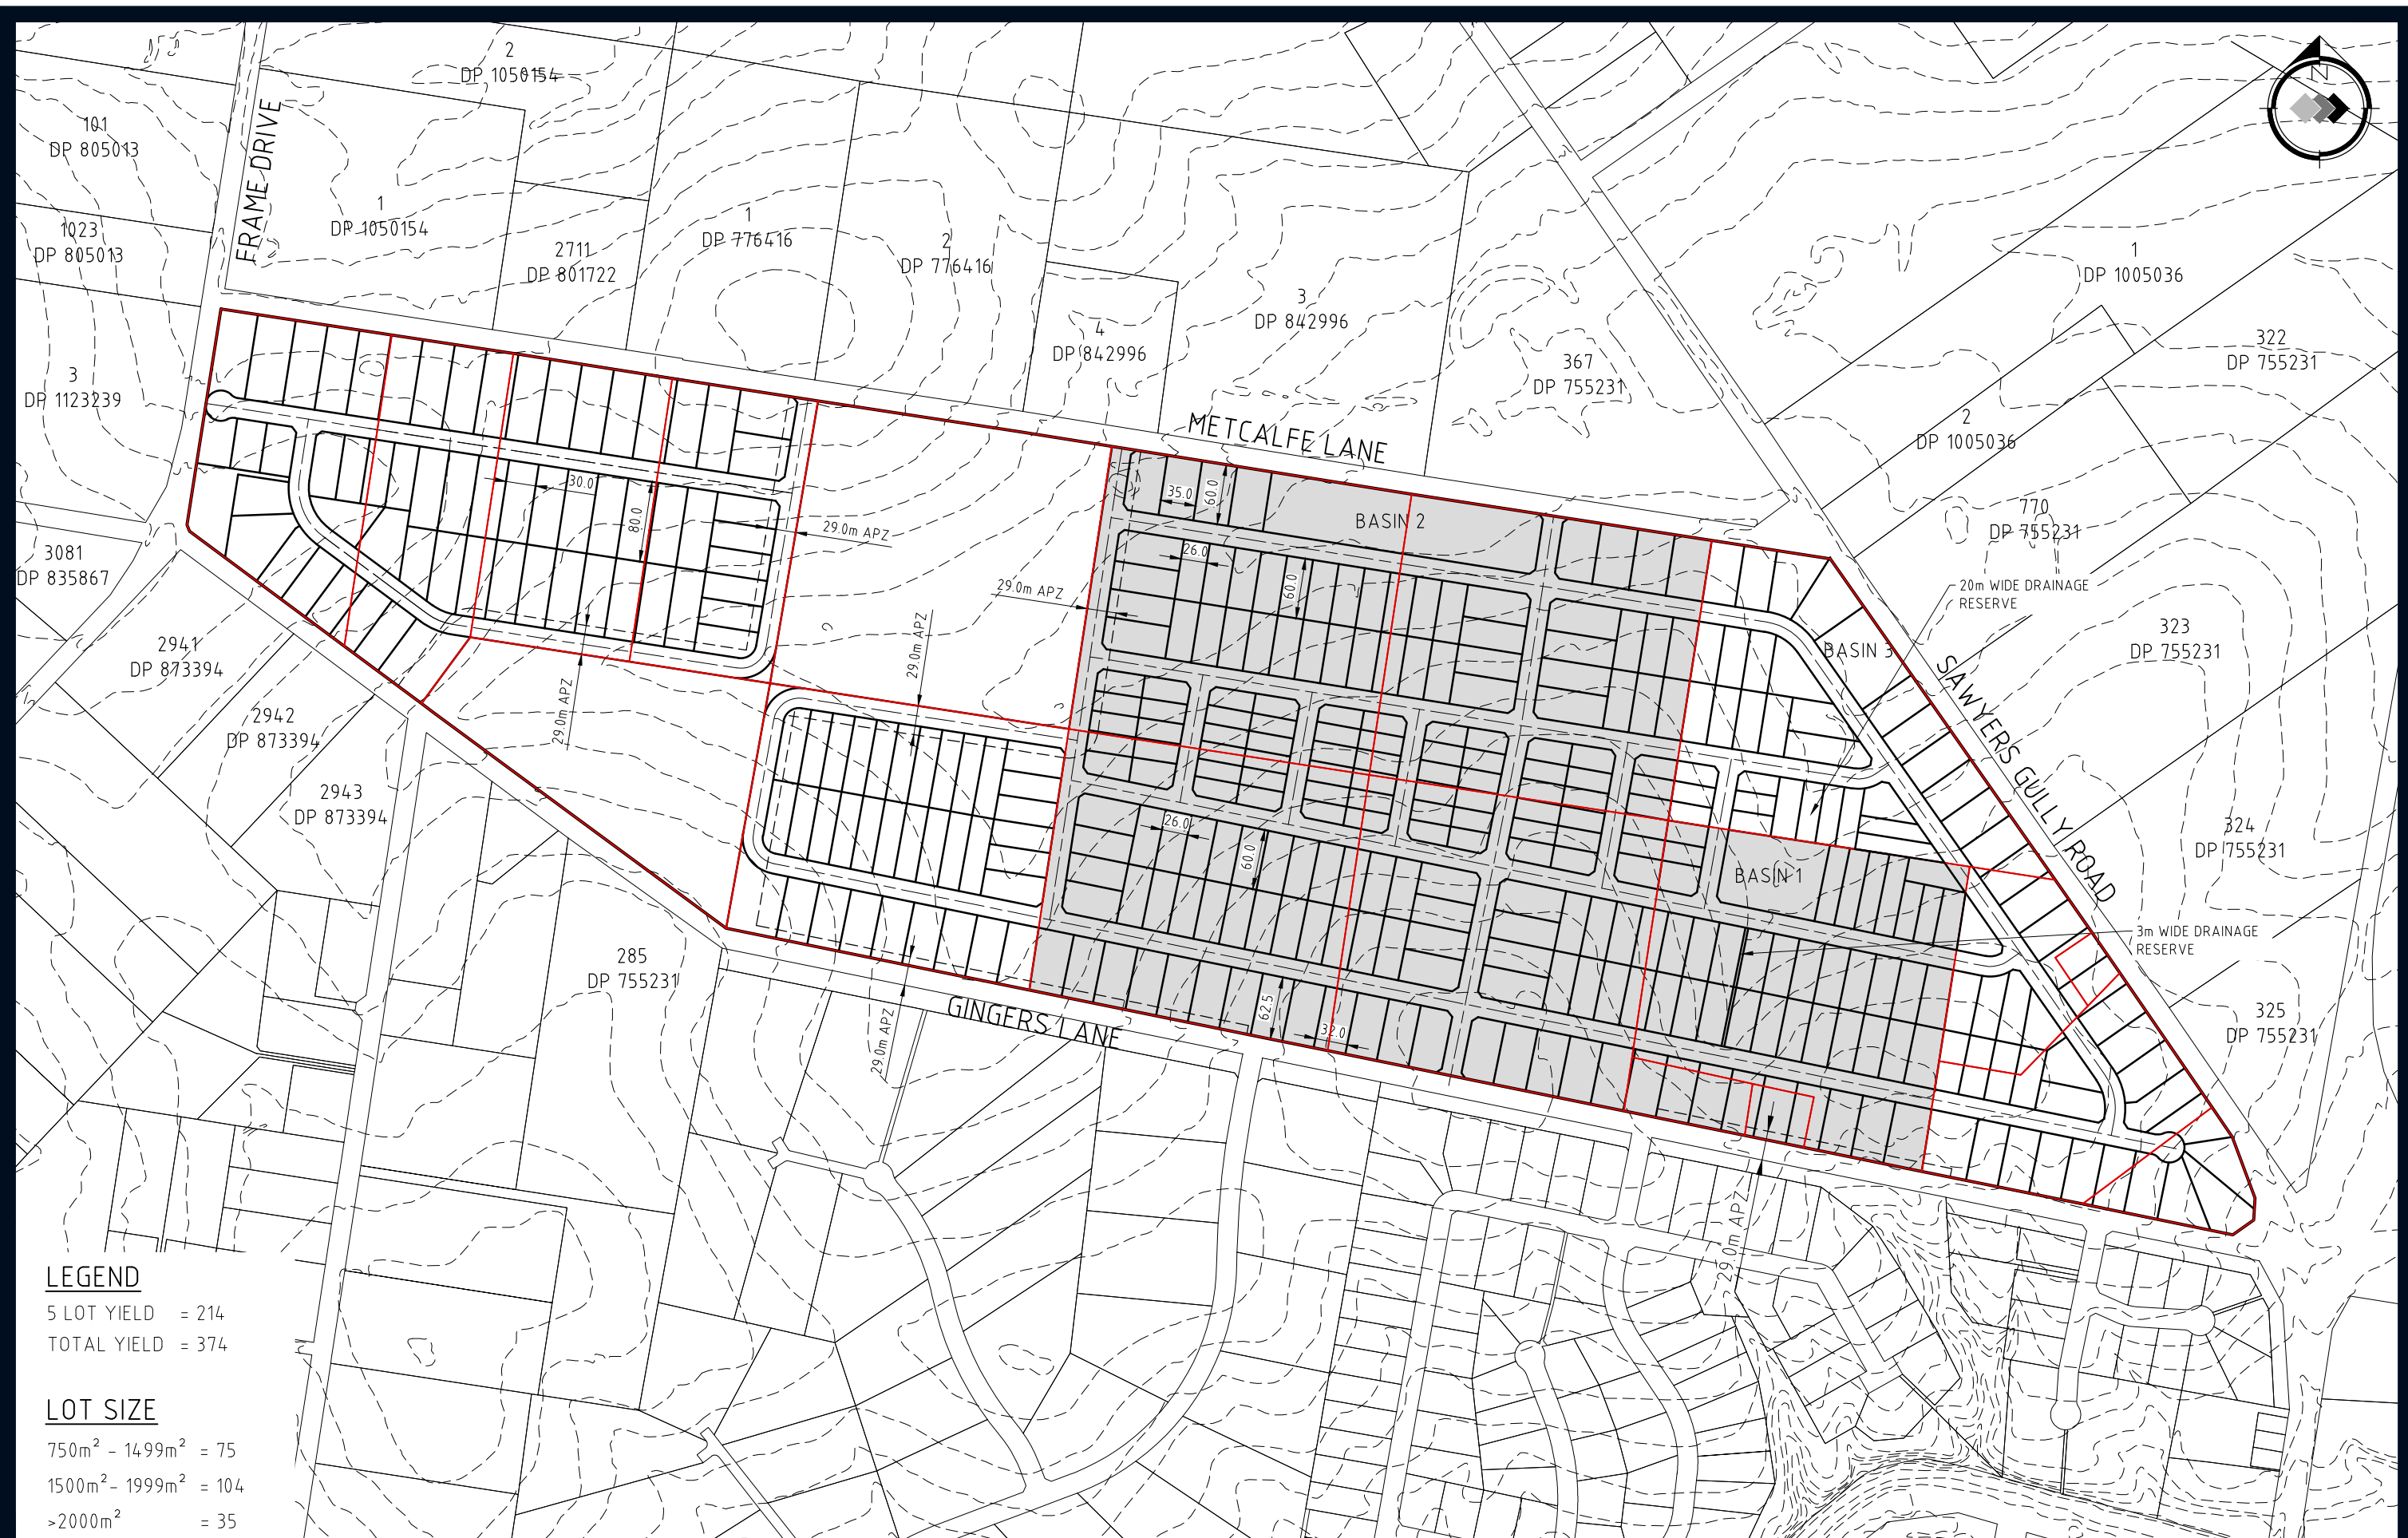 2
DP 1050154
N
101
DP 805013
FRAME DRIVE
1
DP 1050154
1
DP 776416
2
DP 776416
1023
DP 805013
2711
DP 801722
1
DP 1005036
3
DP 842996
4
DP 842996
322
DP 755231
367
DP 755231
3
DP 1123239
METCALFE LANE
2
DP 1005036
30.0
35.0
60.0
80.0
BASIN 2
29.0m APZ
770
DP 755231
3081
DP 835867
26.0
60.0
29.0m APZ
20m WIDE DRAINAGE
RESERVE
2941
DP 873394
29.0m APZ
29.0m APZ
BASIN 3
323
DP 755231
SAWYERS GULLY ROAD
2942
DP 873394
2943
DP 873394
26.0
60.0
324
DP 755231
BASIN 1
3m WIDE DRAINAGE
RESERVE
285
DP 755231
GINGERS LANE
29.0m APZ
62.5
32.0
325
DP 755231
29.0m APZ
LEGEND
5 LOT YIELD = 214
TOTAL YIELD = 374
LOT SIZE
750m² - 1499m² = 75
1500m² - 1999m² = 104
>2000m² = 35